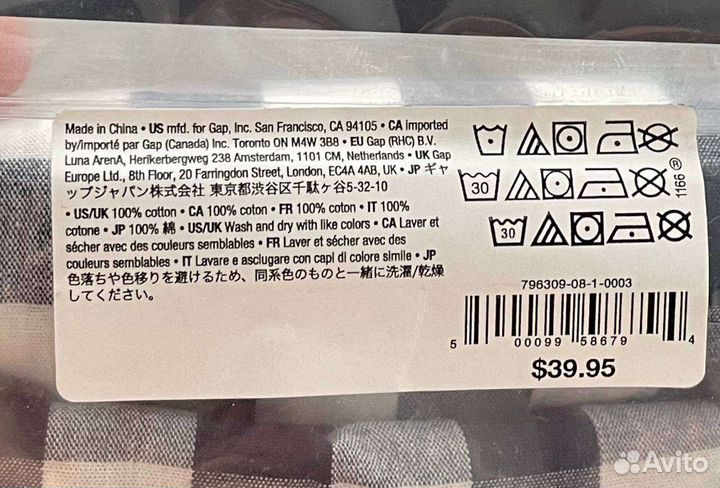 Made in China • US mfd. for Gap, Inc. San Francisco, CA 94105 • CA imported
by/importé par Gap (Canada) Inc. Toronto ON M4W 3B8 • EU Gap (RHC) B.V.
Luna ArenA, Herikerbergweg 238 Amsterdam, 1101 CM, Netherlands • UK Gap
Europe Ltd., 8th Floor, 20 Farringdon Street, London, EC4A 4AB, UK • JP ギャ
ップジャパン株式会社 東京都渋谷区千駄ヶ谷5-32-10
• US/UK 100% cotton • CA 100% coton • FR 100% coton • IT 100%
cotone • JP 100% 綿 • US/UK Wash and dry with like colors • CA Laver et
sécher avec des couleurs semblables • FR Laver et sécher avec des
couleurs semblables • IT Lavare e asciugare con capi di colore simile • JP
色落ちや色移りを避けるため、同系色のものと一緒に洗濯/乾燥
してください。
30
30
1166®
796309-08-1-0003
5 00099 58679 4
$39.95
Avito